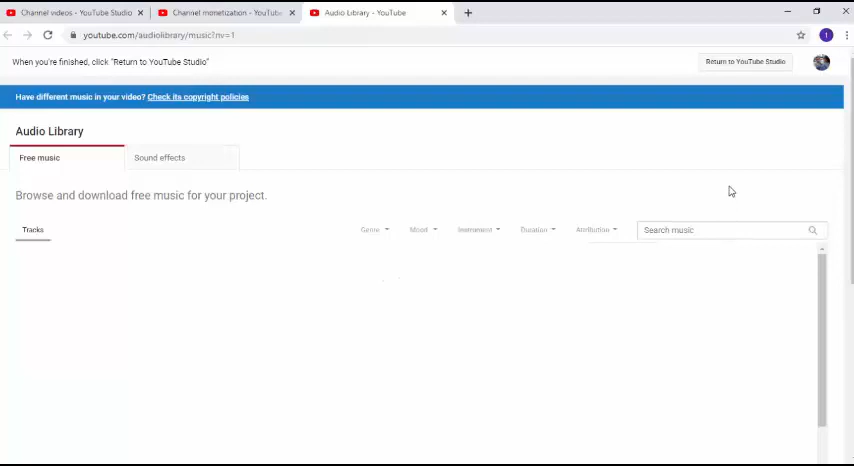 Channel videos - YouTube Studio
Channel monetization - YouTube
Audio Library - YouTube
youtube.com/audiolibrary/music?nv=1
1
When you're finished, click "Return to YouTube Studio"
Return to YouTube Studio
Have different music in your video? Check its copyright policies
Audio Library
Free music
Sound effects
Browse and download free music for your project.
Tracks
Genre
Mood
Instrument
Duration
Attribution
Search music